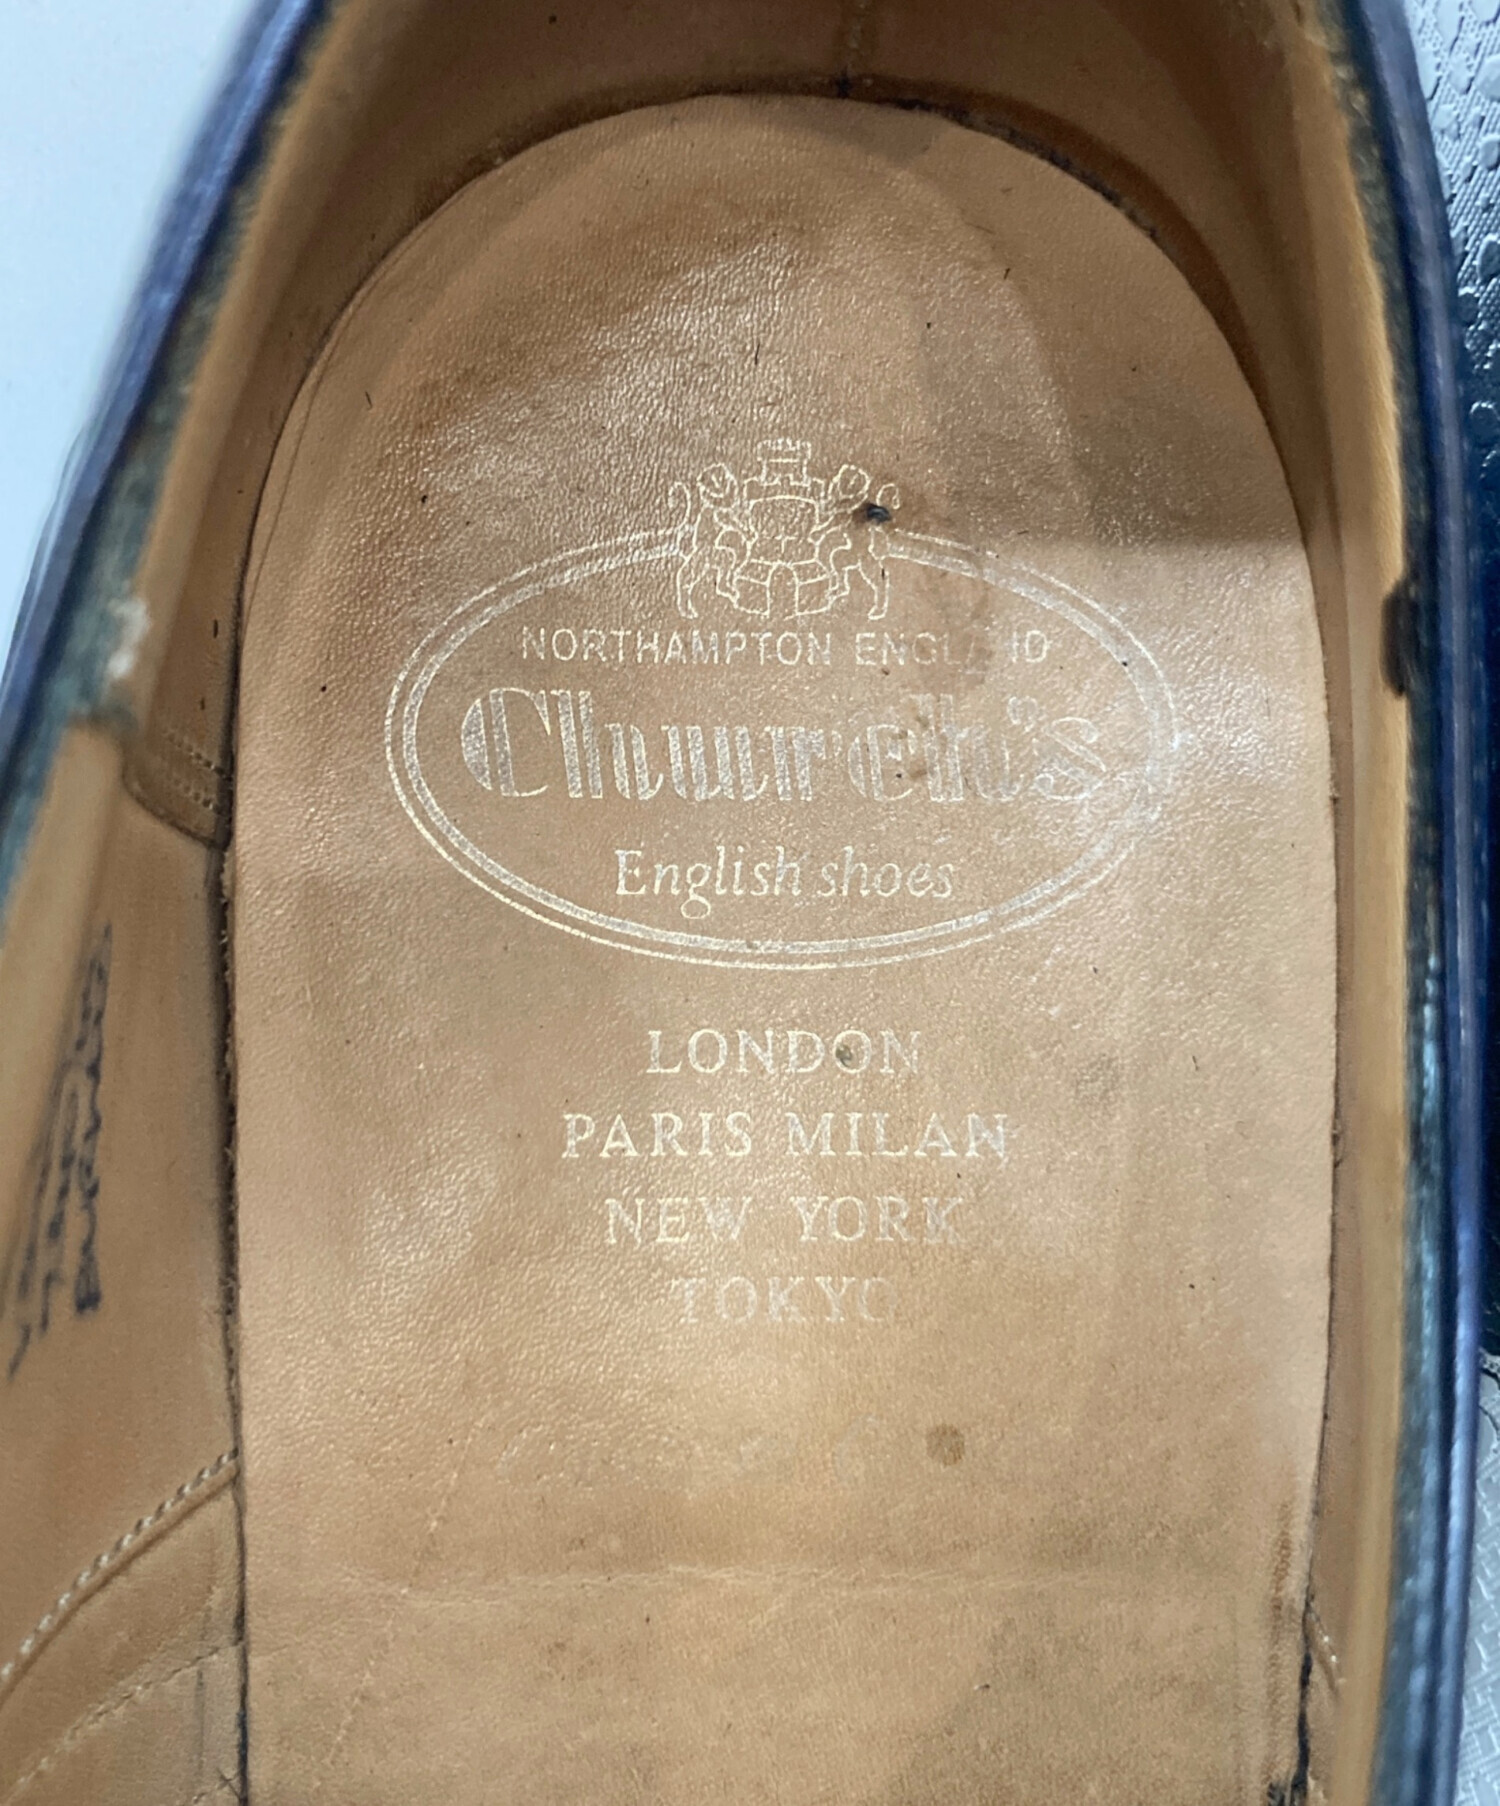 NORTHAMPTON ENGLAND
Church's
English shoes
LONDON
PARIS MILAN
NEW YORK
TOKYO